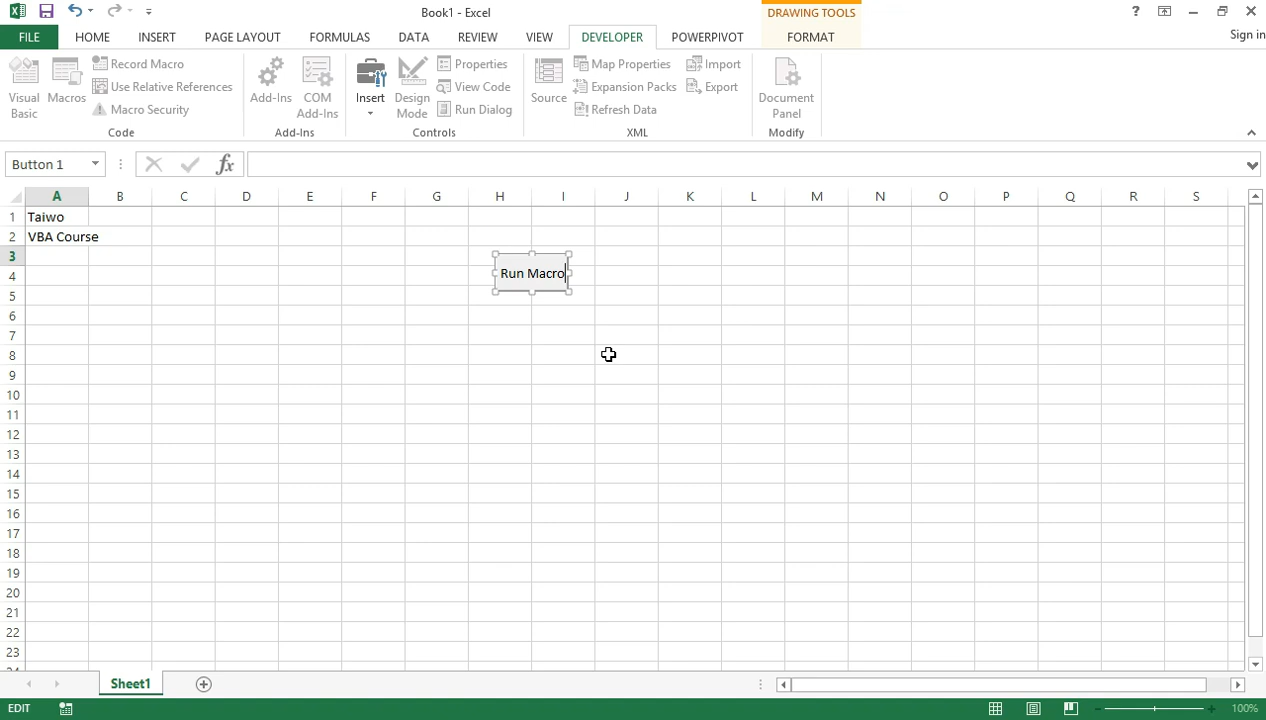 Book1 - Excel
DRAWING TOOLS
?
FILE
HOME
INSERT
PAGE LAYOUT
FORMULAS
DATA
REVIEW
VIEW
DEVELOPER
POWERPIVOT
FORMAT
Sign in
Visual Basic
Macros
Record Macro
Use Relative References
Macro Security
Code
Add-Ins
COM Add-Ins
Add-Ins
Insert
Design Mode
Properties
View Code
Run Dialog
Controls
Source
Map Properties
Expansion Packs
Refresh Data
Import
Export
XML
Document Panel
Modify
Button 1
fx
A B C D E F G H I J K L M N O P Q R S
1 Taiwo
2 VBA Course
3
4 Run Macro
5
6
7
8
9
10
11
12
13
14
15
16
17
18
19
20
21
22
23
Sheet1
EDIT
100%